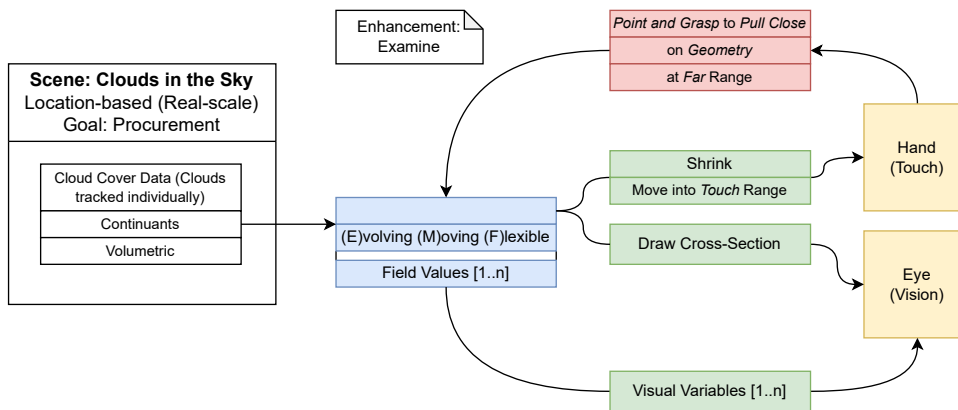 Enhancement:
Examine
Point and Grasp to Pull Close
on Geometry
at Far Range
Scene: Clouds in the Sky
Location-based (Real-scale)
Goal: Procurement
Cloud Cover Data (Clouds
tracked individually)
Continuants
Volumetric
(E)volving (M)oving (F)lexible
Field Values [1..n]
Shrink
Move into Touch Range
Draw Cross-Section
Visual Variables [1..n]
Hand
(Touch)
Eye
(Vision)